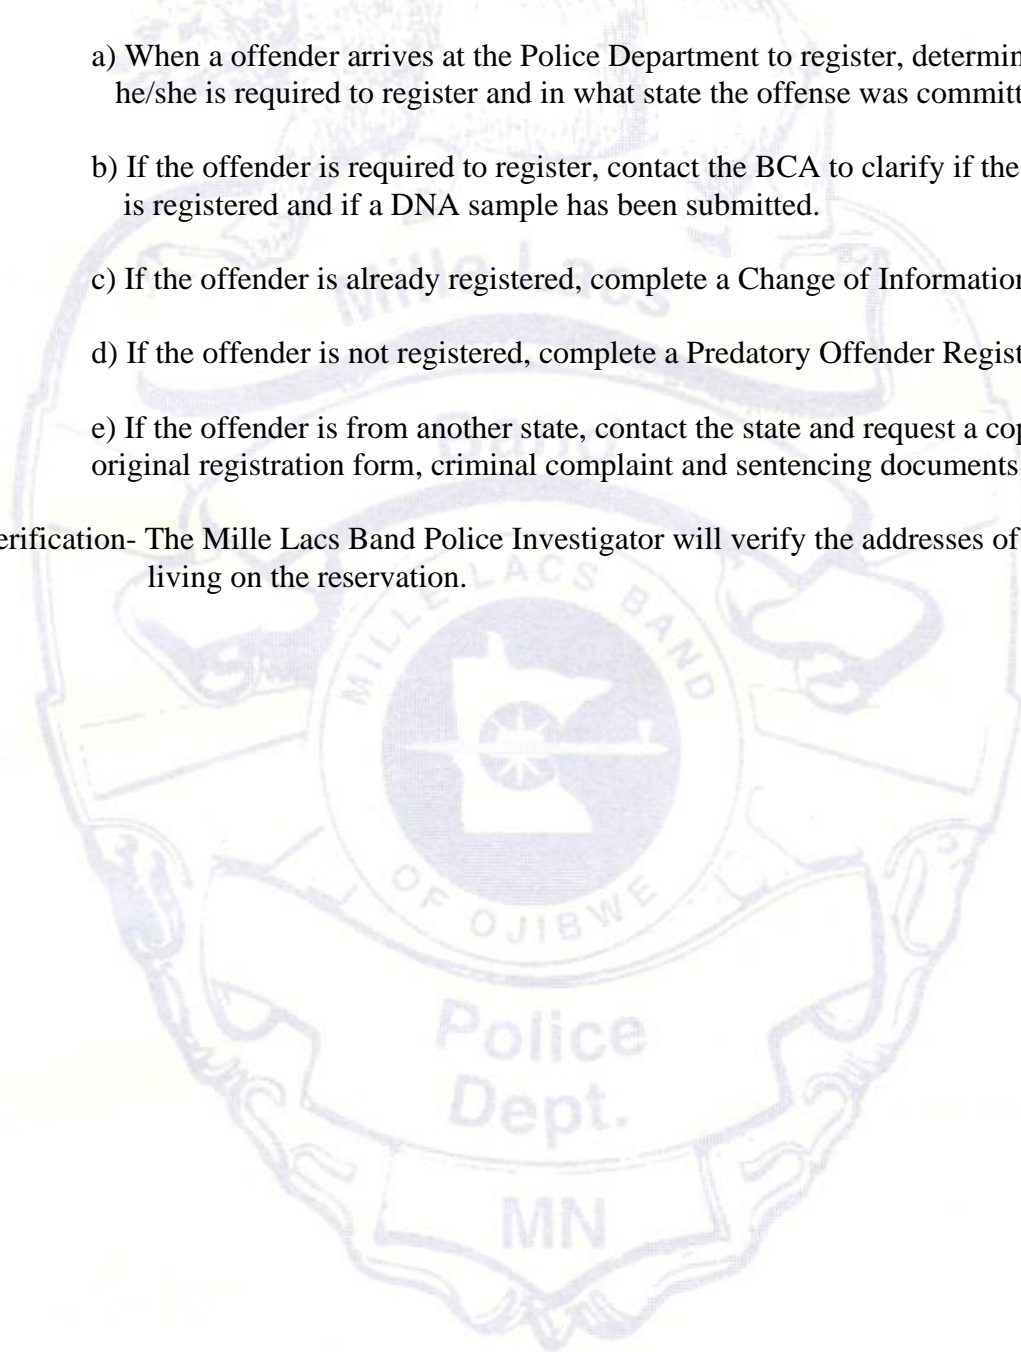 a) When a offender arrives at the Police Department to register, determin
he/she is required to register and in what state the offense was committ
b) If the offender is required to register, contact the BCA to clarify if the
is registered and if a DNA sample has been submitted.
Mille Lacs
c) If the offender is already registered, complete a Change of Information
d) If the offender is not registered, complete a Predatory Offender Regist
Band
e) If the offender is from another state, contact the state and request a cop
original registration form, criminal complaint and sentencing documents
erification- The Mille Lacs Band Police Investigator will verify the addresses of
living on the reservation.
MILLE LACS BAND
OF OJIBWE
Police
Dept.
MN